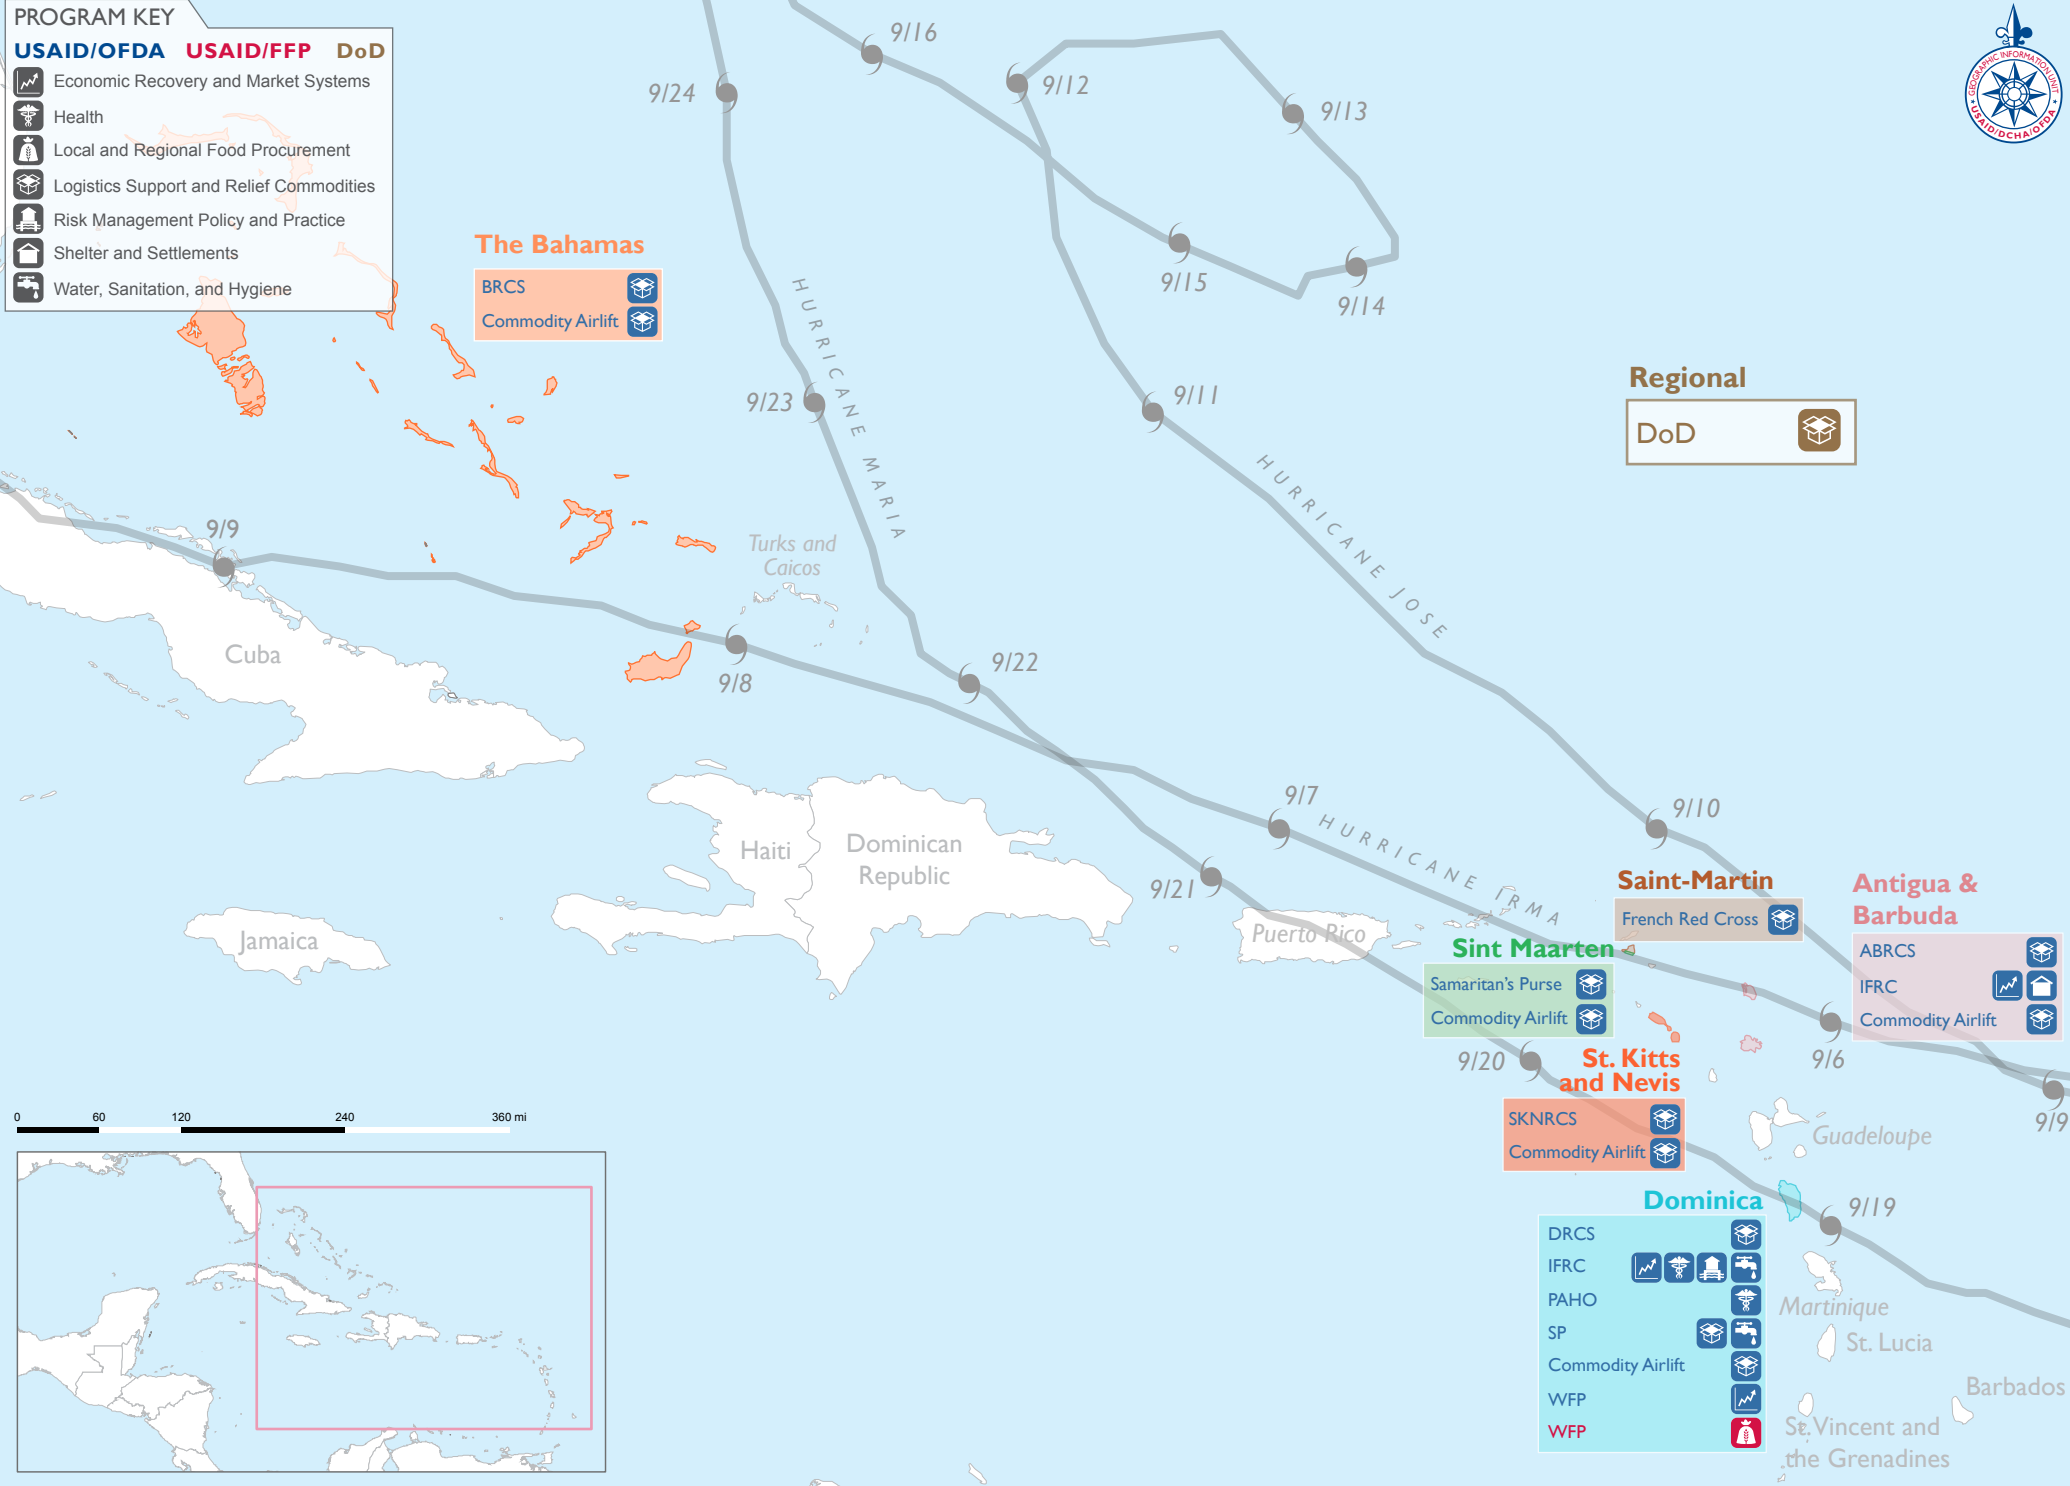 PROGRAM KEY
USAID/OFDA USAID/FFP DoD
Economic Recovery and Market Systems
Health
Local and Regional Food Procurement
Logistics Support and Relief Commodities
Risk Management Policy and Practice
Shelter and Settlements
Water, Sanitation, and Hygiene
GEOGRAPHIC INFORMATION UNIT
USAID/DCHA/OFDA
9/16
9/12
9/24
9/13
The Bahamas
BRCS
Commodity Airlift
9/15
9/14
HURRICANE MARIA
9/23
9/11
Regional
DoD
HURRICANE JOSE
9/9
Turks and
Caicos
Cuba
9/8
9/22
9/7
HURRICANE IRMA
9/10
Haiti
Dominican
Republic
9/21
Jamaica
Puerto Rico
Saint-Martin
French Red Cross
Antigua &
Barbuda
ABRCS
IFRC
Commodity Airlift
Sint Maarten
Samaritan's Purse
Commodity Airlift
9/20
9/6
9/9
St. Kitts
and Nevis
SKNRCS
Commodity Airlift
Guadeloupe
0 60 120 240 360 mi
Dominica
DRCS
IFRC
PAHO
SP
Commodity Airlift
WFP
WFP
9/19
Martinique
St. Lucia
Barbados
St. Vincent and
the Grenadines